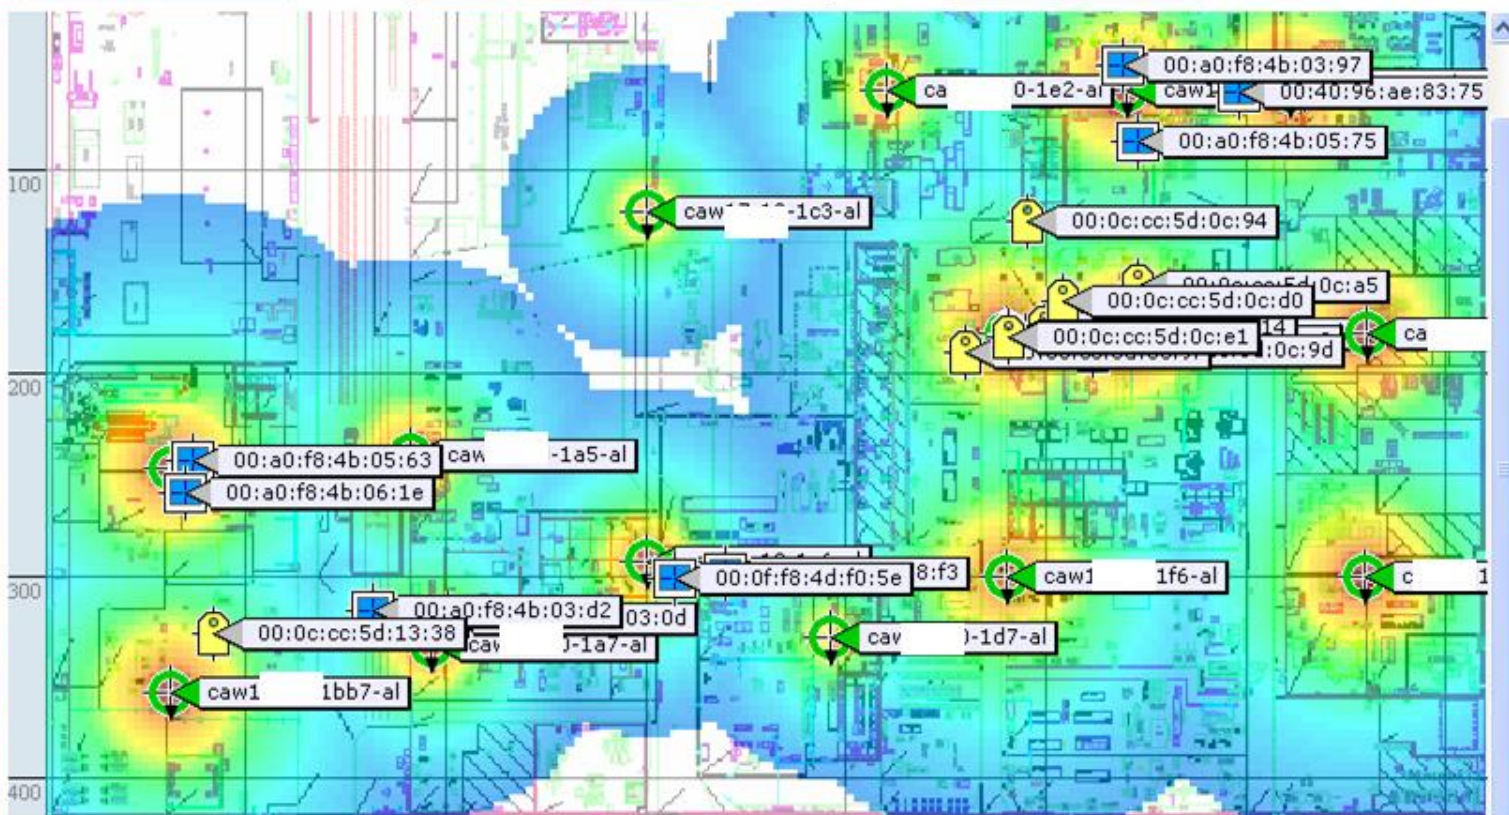 00:a0:f8:4b:03:97
ca 0-1e2-al
caw1
00:40:96:ae:83:75
00:a0:f8:4b:05:75
100
-1c3-al
00:0c:cc:5d:0c:94
0c:a5
00:0c:cc:5d:0c:d0
14
00:0c:cc:5d:0c:e1
:0c:9d
ca
200
caw -1a5-al
00:a0:f8:4b:05:63
00:a0:f8:4b:06:1e
8:f3
00:0f:f8:4d:f0:5e
caw1 1f6-al
c 1
300
00:a0:f8:4b:03:d2
03:0d
00:0c:cc:5d:13:38
-1a7-al
-1d7-al
caw1 1bb7-al
400